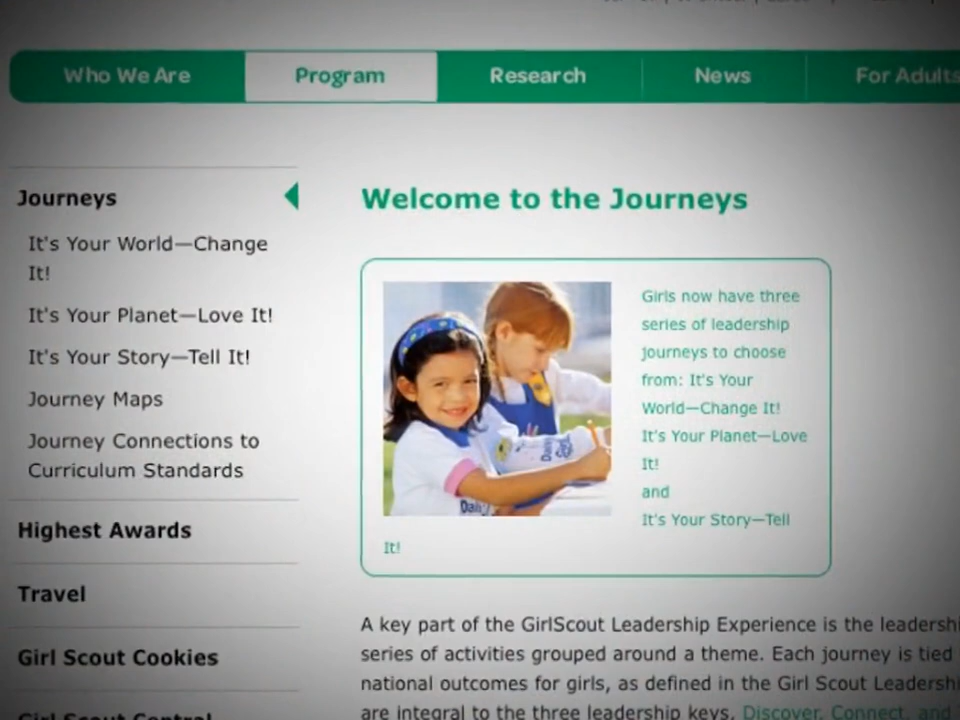 Who We Are
Program
Research
News
For Adults
Journeys
It's Your World—Change
It!
It's Your Planet—Love It!
It's Your Story—Tell It!
Journey Maps
Journey Connections to
Curriculum Standards
Highest Awards
Travel
Girl Scout Cookies
Girl Scout Central
Welcome to the Journeys
Girls now have three
series of leadership
journeys to choose
from: It's Your
World—Change It!
It's Your Planet—Love
It!
and
It's Your Story—Tell
It!
A key part of the GirlScout Leadership Experience is the leadershi
series of activities grouped around a theme. Each journey is tied
national outcomes for girls, as defined in the Girl Scout Leadershi
are integral to the three leadership keys. Discover, Connect, and